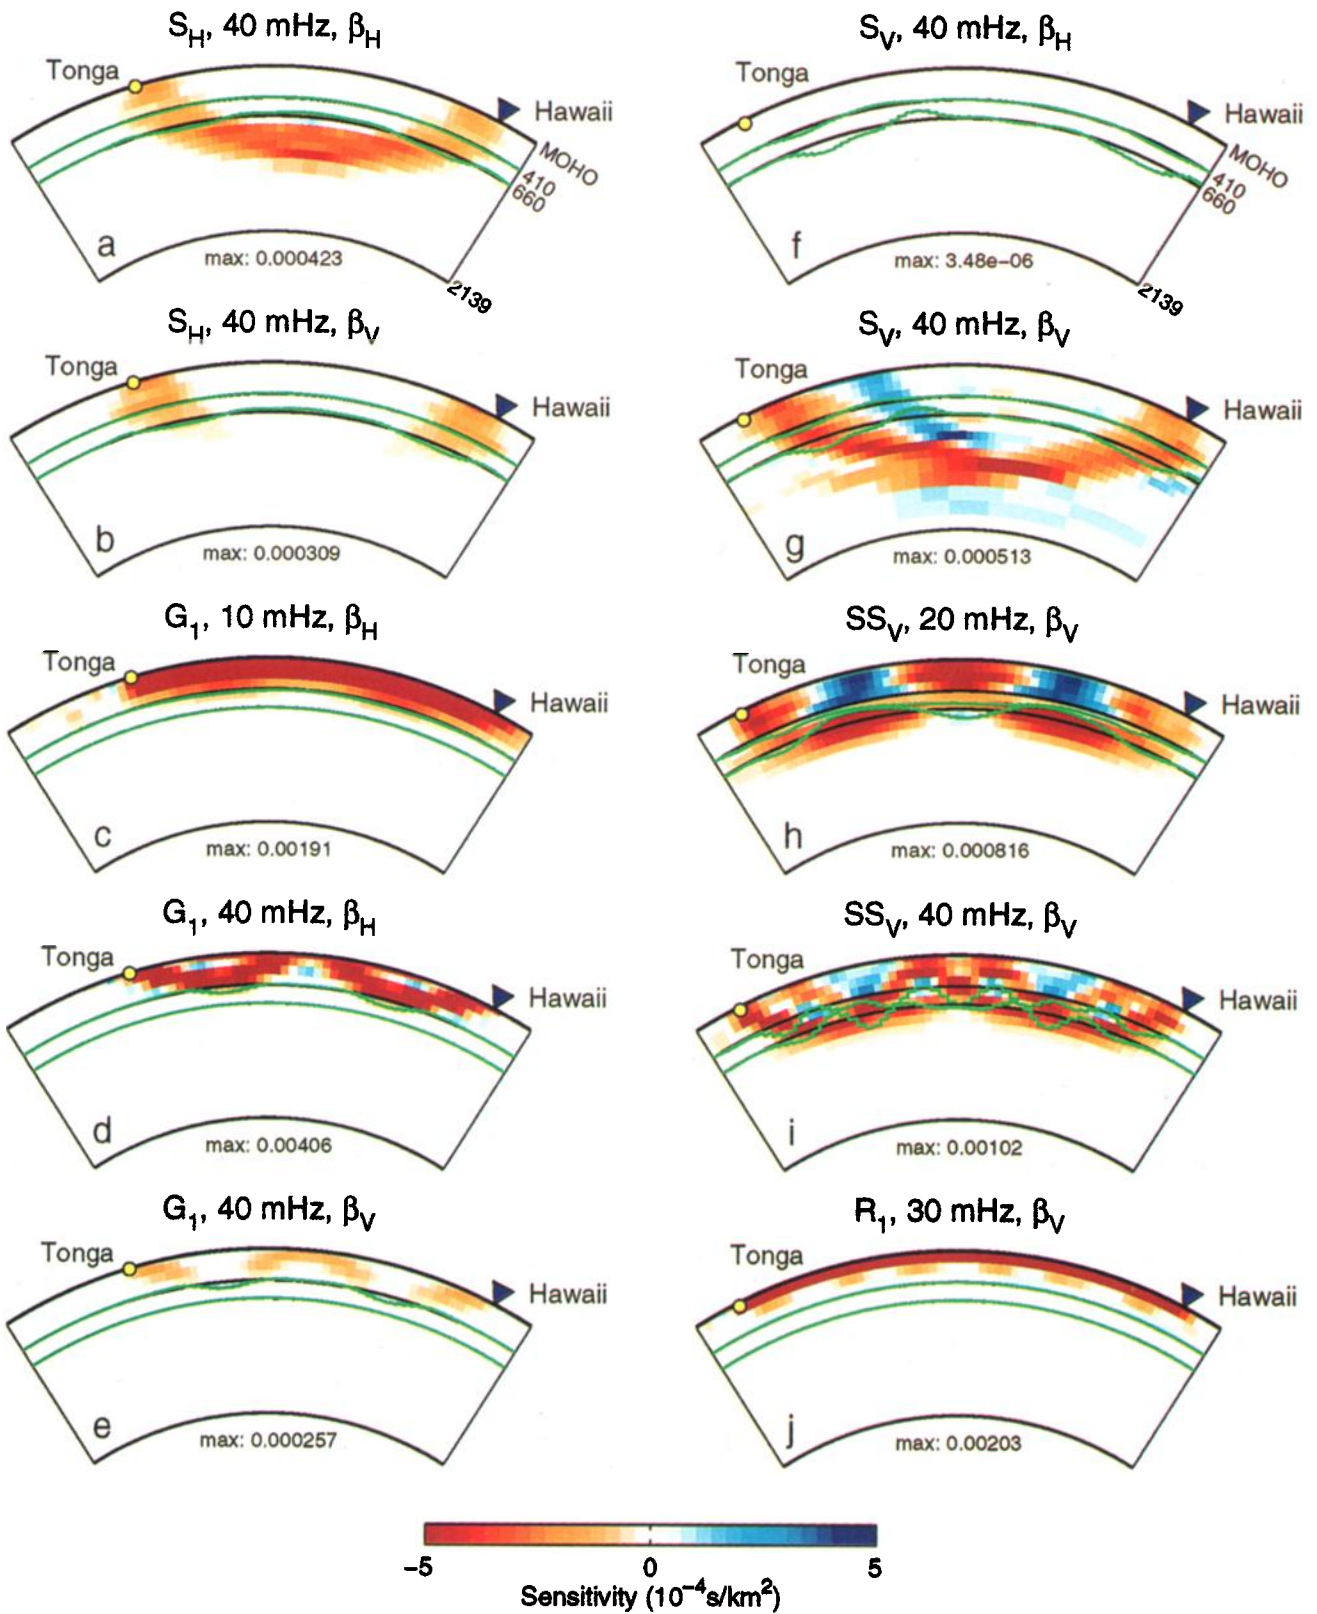 S_H, 40 mHz, β_H
Tonga
Hawaii
MOHO
410
660
a
max: 0.000423
2139
S_V, 40 mHz, β_H
Tonga
Hawaii
MOHO
410
660
f
max: 3.48e−06
2139
S_H, 40 mHz, β_V
Tonga
Hawaii
b
max: 0.000309
S_V, 40 mHz, β_V
Tonga
Hawaii
g
max: 0.000513
G_1, 10 mHz, β_H
Tonga
Hawaii
c
max: 0.00191
SS_V, 20 mHz, β_V
Tonga
Hawaii
h
max: 0.000816
G_1, 40 mHz, β_H
Tonga
Hawaii
d
max: 0.00406
SS_V, 40 mHz, β_V
Tonga
Hawaii
i
max: 0.00102
G_1, 40 mHz, β_V
Tonga
Hawaii
e
max: 0.000257
R_1, 30 mHz, β_V
Tonga
Hawaii
j
max: 0.00203
−5 0 5
Sensitivity (10⁻⁴s/km²)